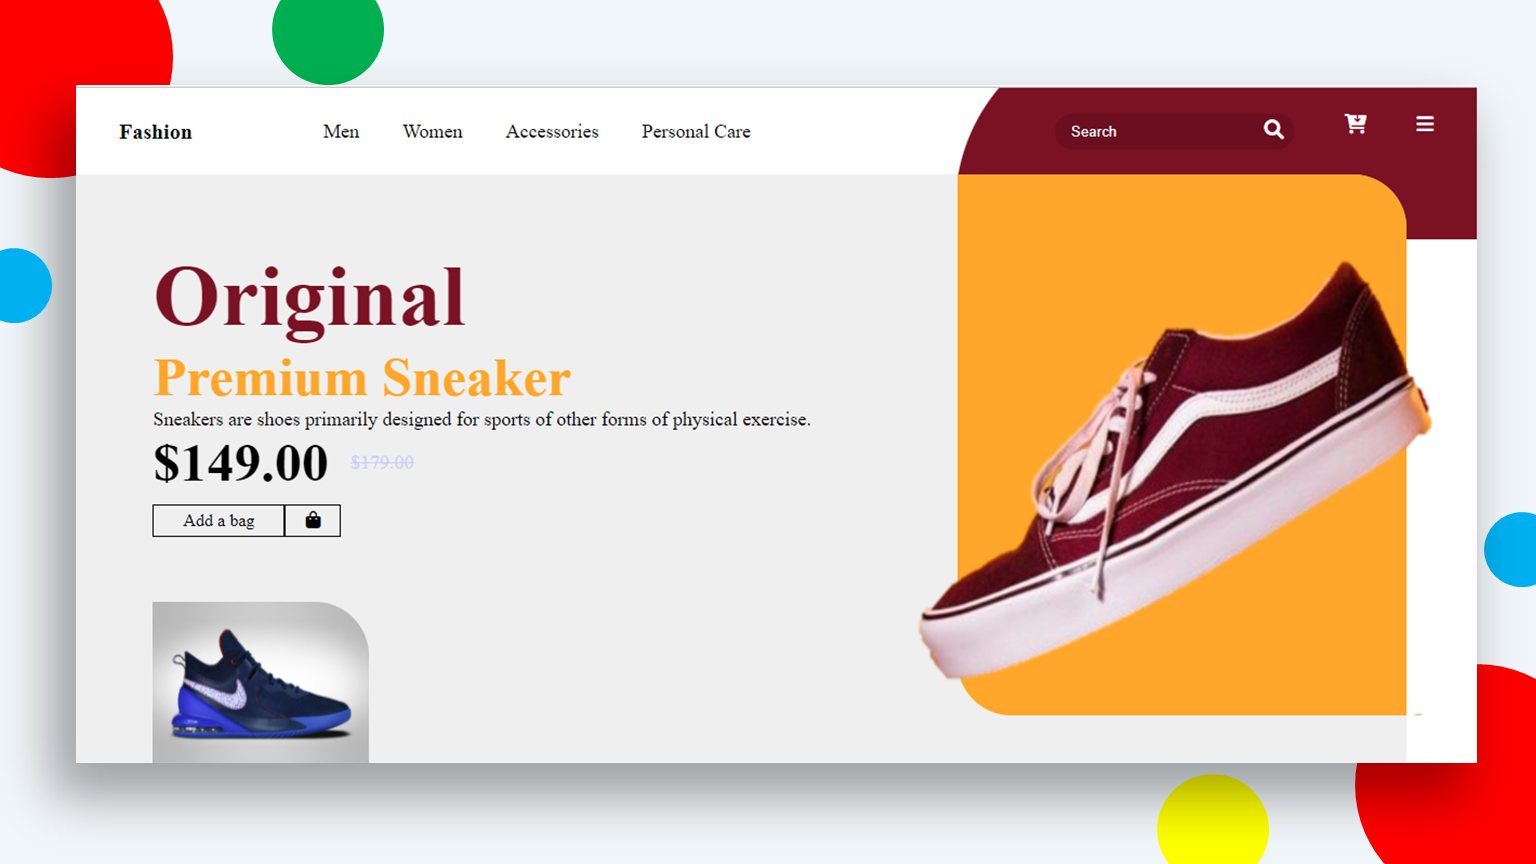 Fashion
Men
Women
Accessories
Personal Care
Search
Original
Premium Sneaker
Sneakers are shoes primarily designed for sports of other forms of physical exercise.
$149.00 $179.00
Add a bag